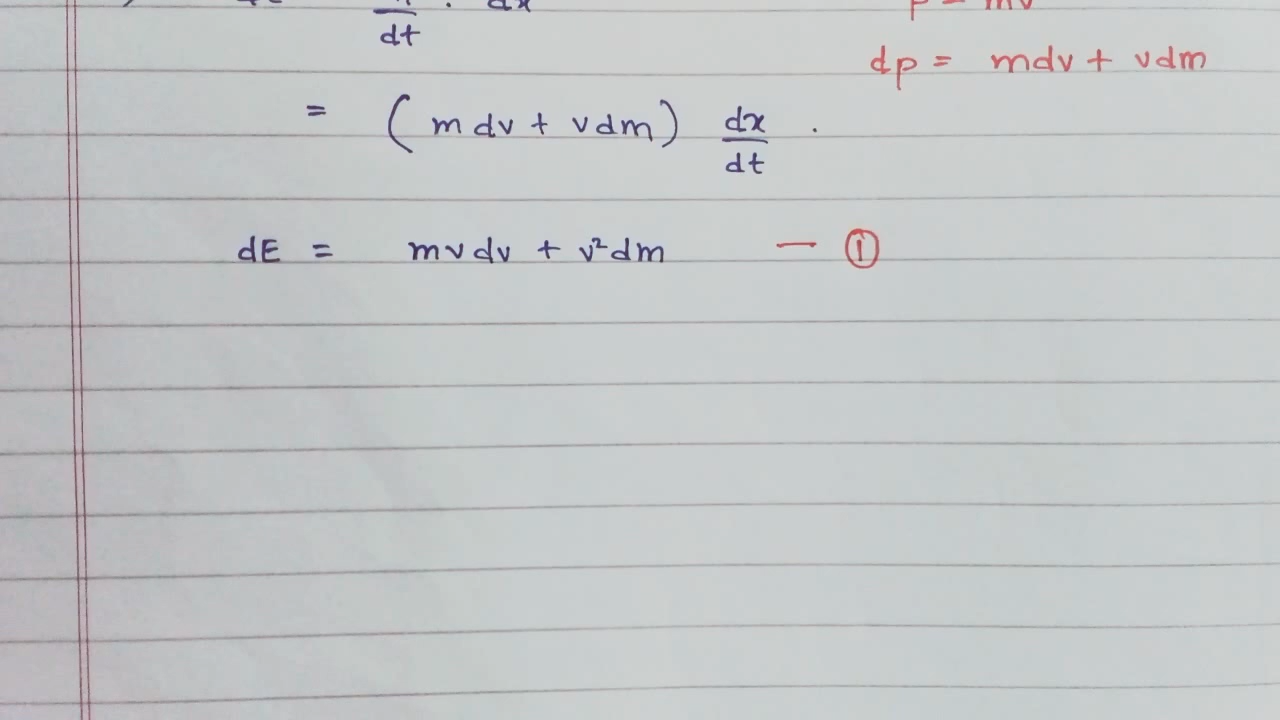 dt
dp = mdv + vdm
= (mdv + vdm) dx/dt .
dE = mvdv + v²dm — ①